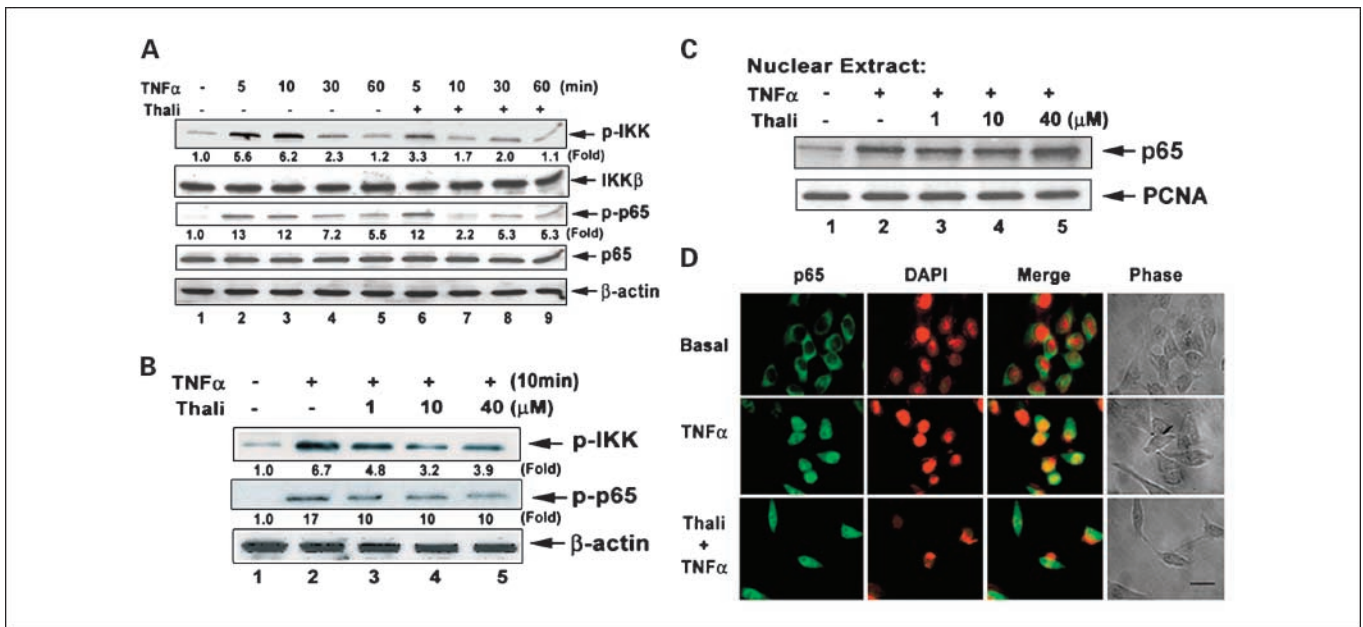 A
TNFα - 5 10 30 60 5 10 30 60 (min)
Thali - - - - - + + + +
p-IKK
1.0 5.6 6.2 2.3 1.2 3.3 1.7 2.0 1.1 (Fold)
IKKβ
p-p65
1.0 13 12 7.2 5.5 12 2.2 5.3 5.3 (Fold)
p65
β-actin
1 2 3 4 5 6 7 8 9
B
TNFα - + + + + (10min)
Thali - - 1 10 40 (μM)
p-IKK
1.0 6.7 4.8 3.2 3.9 (Fold)
p-p65
1.0 17 10 10 10 (Fold)
β-actin
1 2 3 4 5
C
Nuclear Extract:
TNFα - + + + +
Thali - - 1 10 40 (μM)
p65
PCNA
1 2 3 4 5
D
p65 DAPI Merge Phase
Basal
TNFα
Thali
+
TNFα